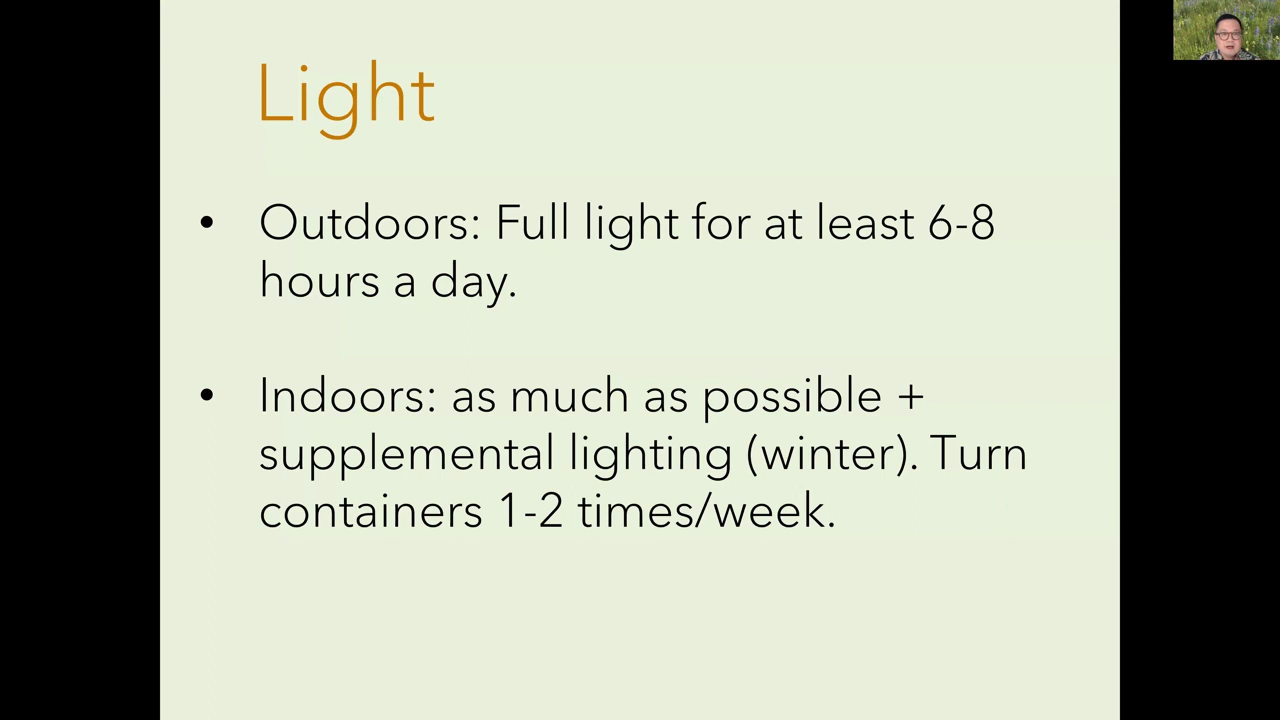 Light
• Outdoors: Full light for at least 6-8
hours a day.
• Indoors: as much as possible +
supplemental lighting (winter). Turn
containers 1-2 times/week.